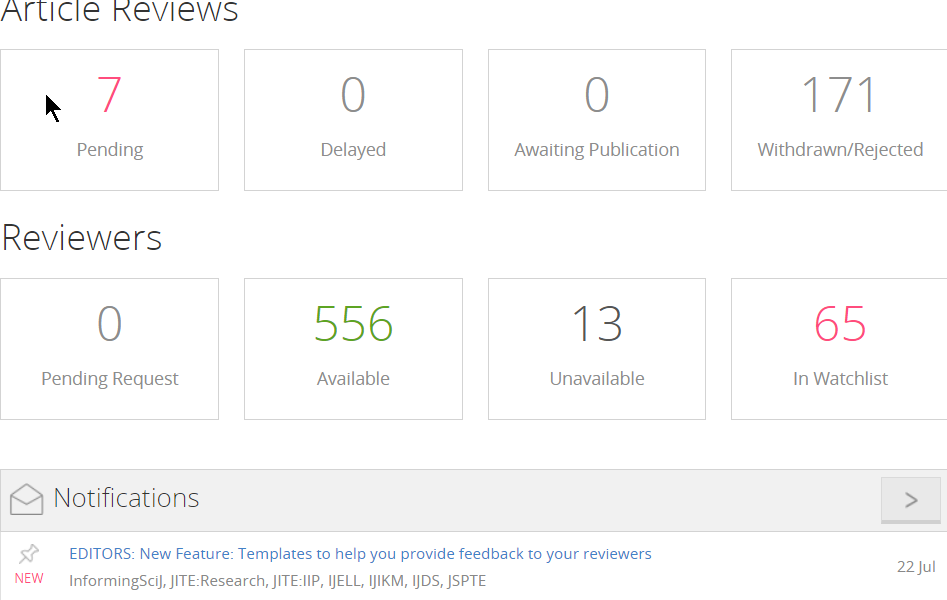 Article Reviews
7
Pending
0
Delayed
0
Awaiting Publication
171
Withdrawn/Rejected
Reviewers
0
Pending Request
556
Available
13
Unavailable
65
In Watchlist
Notifications
>
EDITORS: New Feature: Templates to help you provide feedback to your reviewers
NEW
InformingSciJ, JITE:Research, JITE:IIP, IJELL, IJIKM, IJDS, JSPTE
22 Jul